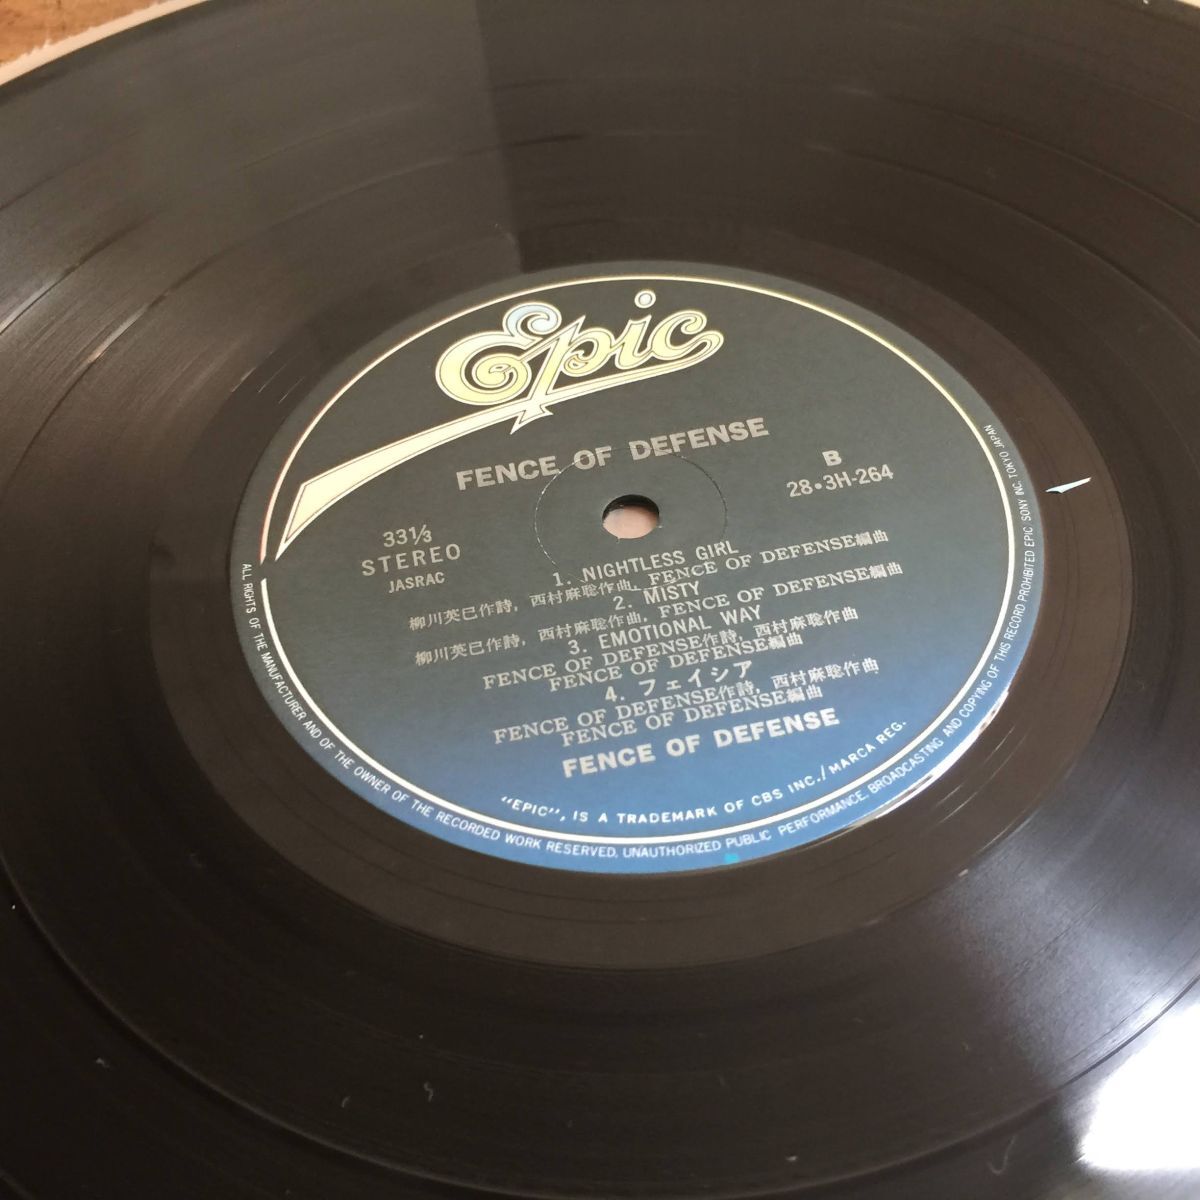 Epic
FENCE OF DEFENSE
B
28・3H-264
33⅓
STEREO
JASRAC
1. NIGHTLESS GIRL
柳川英巳作詩, 西村麻聡作曲, FENCE OF DEFENSE編曲
2. MISTY
柳川英巳作詩, 西村麻聡作曲, FENCE OF DEFENSE編曲
3. EMOTIONAL WAY
FENCE OF DEFENSE作詩, 西村麻聡作曲
FENCE OF DEFENSE編曲
4. フェイシア
FENCE OF DEFENSE作詩, 西村麻聡作曲
FENCE OF DEFENSE編曲
FENCE OF DEFENSE
"EPIC", IS A TRADEMARK OF CBS INC./MARCA REG.
ALL RIGHTS OF THE MANUFACTURER AND OF THE OWNER OF THE RECORDED WORK RESERVED. UNAUTHORIZED PUBLIC PERFORMANCE, BROADCASTING AND COPYING OF THIS RECORD PROHIBITED EPIC SONY INC. TOKYO JAPAN